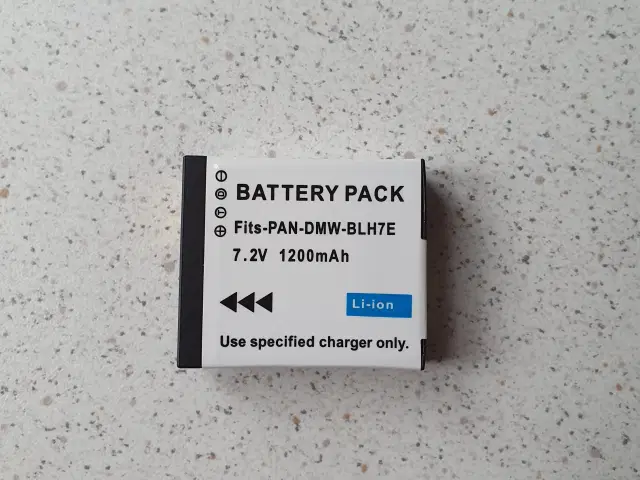 BATTERY PACK
Fits-PAN-DMW-BLH7E
7.2V 1200mAh
Li-ion
Use specified charger only.